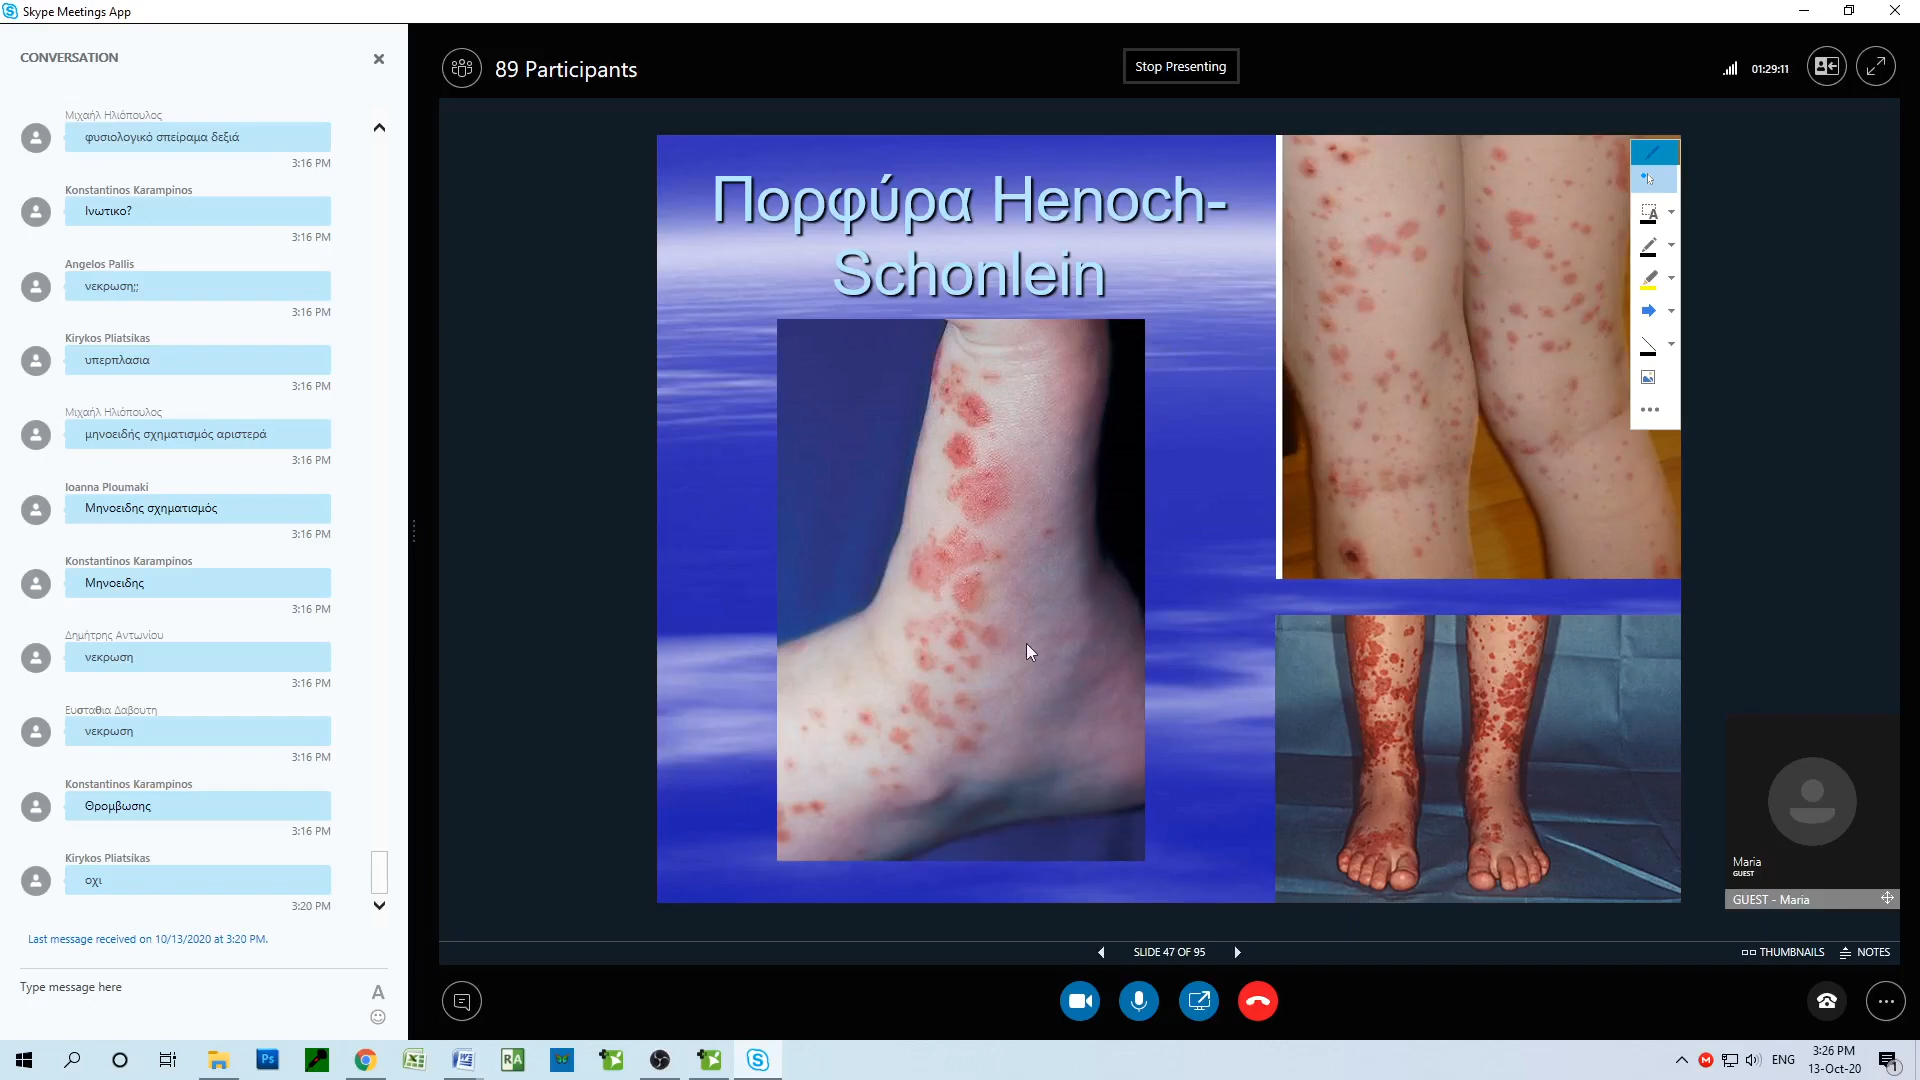 Skype Meetings App
CONVERSATION
Μιχαήλ Ηλιόπουλος
φυσιολογικό σπείραμα δεξιά
3:16 PM
Konstantinos Karampinos
Ινωτικο?
3:16 PM
Angelos Pallis
νεκρωση;;
3:16 PM
Kirykos Pliatsikas
υπερπλασια
3:16 PM
Μιχαήλ Ηλιόπουλος
μηνοειδής σχηματισμός αριστερά
3:16 PM
Ioanna Ploumaki
Μηνοειδης σχηματισμός
3:16 PM
Konstantinos Karampinos
Μηνοειδης
3:16 PM
Δημήτρης Αντωνίου
νεκρωση
3:16 PM
Ευσταθια Δαβουτη
νεκρωση
3:16 PM
Konstantinos Karampinos
Θρομβωσης
3:16 PM
Kirykos Pliatsikas
οχι
3:20 PM
Last message received on 10/13/2020 at 3:20 PM.
Type message here
89 Participants
Stop Presenting
01:29:11
Πορφύρα Henoch-
Schonlein
Maria
GUEST
GUEST - Maria
SLIDE 47 OF 95
THUMBNAILS
NOTES
ENG
3:26 PM
13-Oct-20